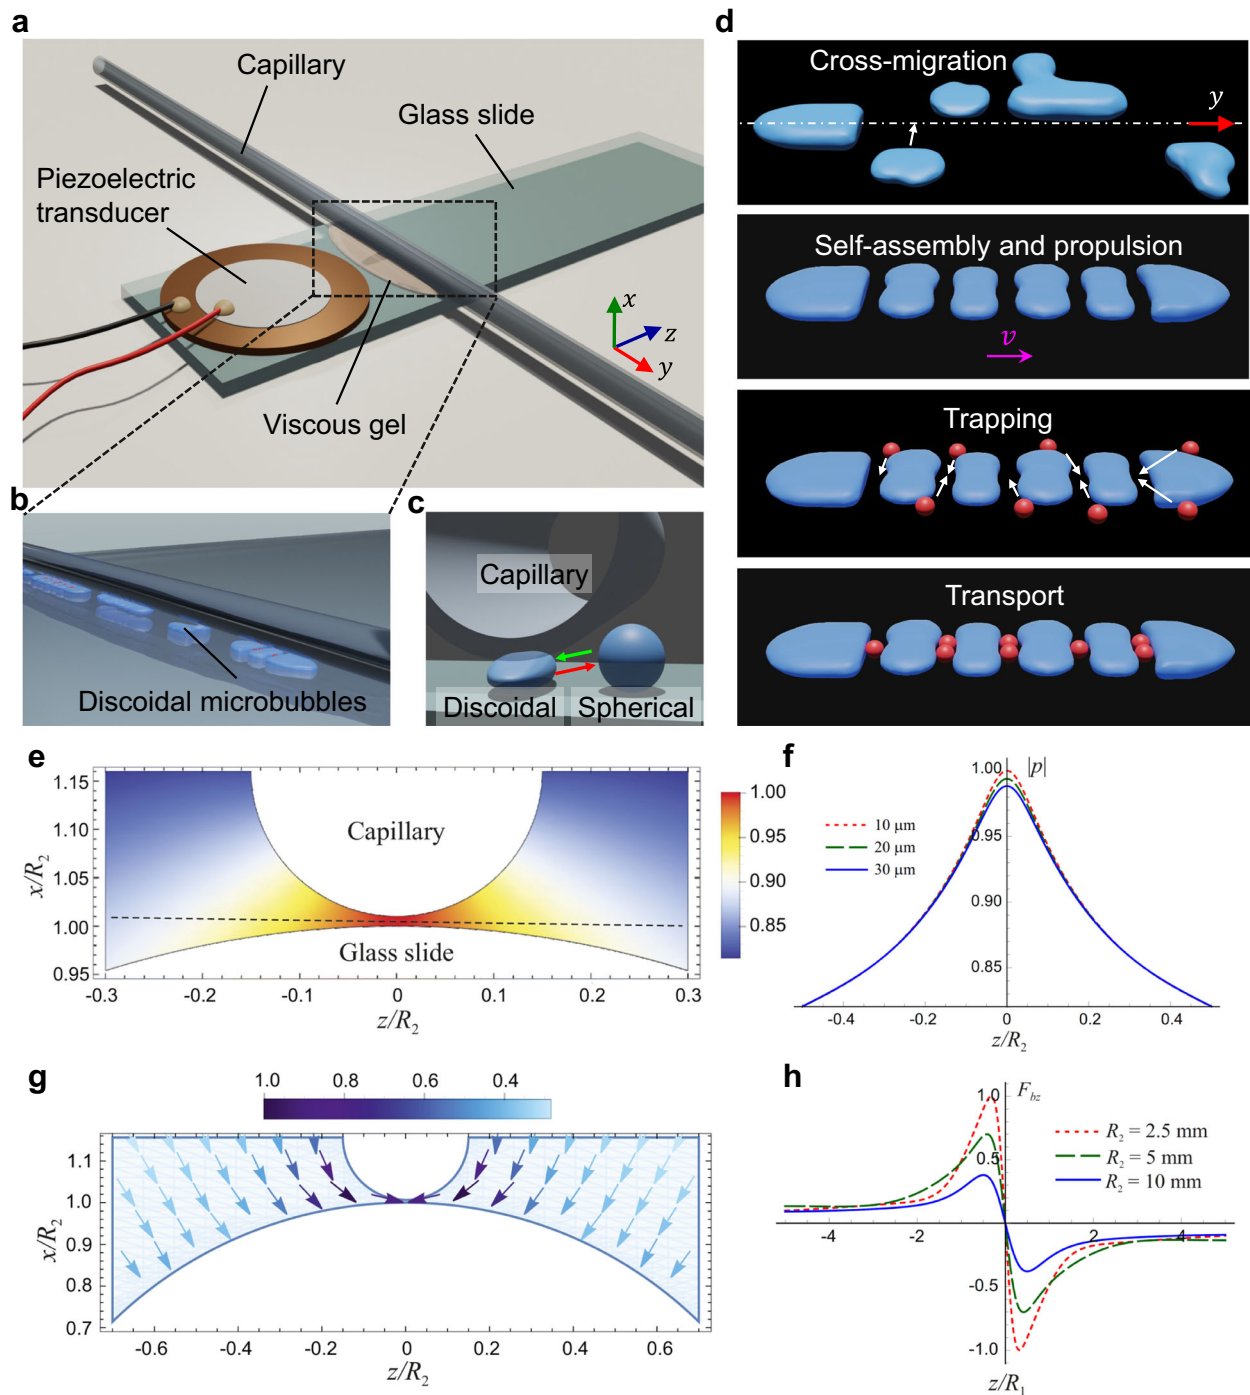 a
Capillary
Glass slide
Piezoelectric
transducer
Viscous gel
x
z
y
b
Discoidal microbubbles
c
Capillary
Discoidal
Spherical
d
Cross-migration
y
Self-assembly and propulsion
v
Trapping
Transport
e
1.15
1.10
1.05
1.00
0.95
x/R₂
Capillary
Glass slide
-0.3
-0.2
-0.1
0
0.1
0.2
0.3
z/R₂
1.00
0.95
0.90
0.85
f
|p|
1.00
0.95
0.90
0.85
10 μm
20 μm
30 μm
-0.4
-0.2
0
0.2
0.4
z/R₂
g
1.0
0.8
0.6
0.4
1.1
1.0
0.9
0.8
0.7
x/R₂
-0.6
-0.4
-0.2
0.0
0.2
0.4
0.6
z/R₂
h
1.0
F_bz
0.5
R₂ = 2.5 mm
R₂ = 5 mm
R₂ = 10 mm
-4
-2
2
4
-0.5
-1.0
z/R₁